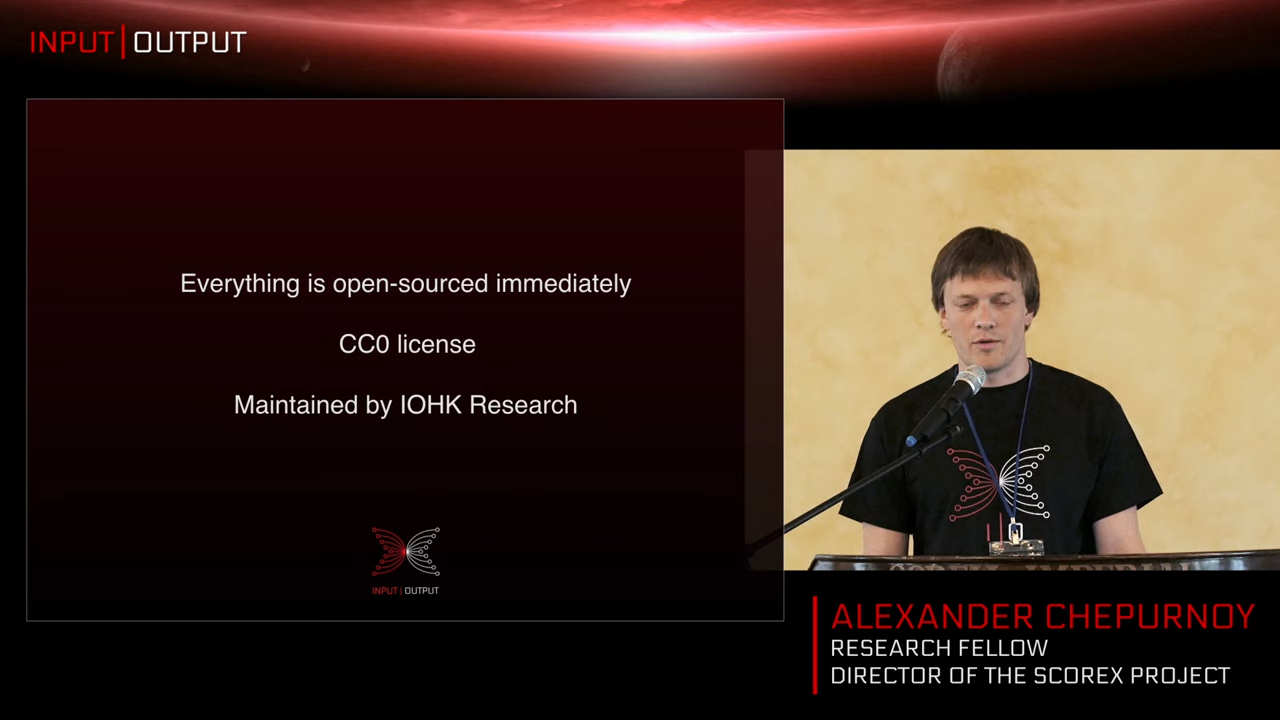 INPUT | OUTPUT
Everything is open-sourced immediately
CC0 license
Maintained by IOHK Research
INPUT | OUTPUT
ALEXANDER CHEPURNOY
RESEARCH FELLOW
DIRECTOR OF THE SCOREX PROJECT